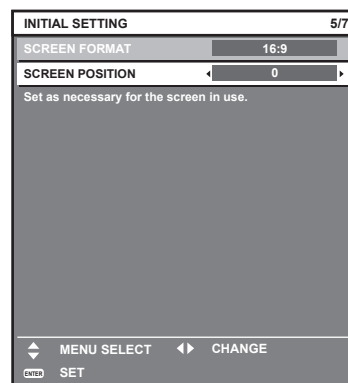 INITIAL SETTING 5/7
SCREEN FORMAT 16:9
SCREEN POSITION 0
Set as necessary for the screen in use.
MENU SELECT CHANGE
ENTER SET